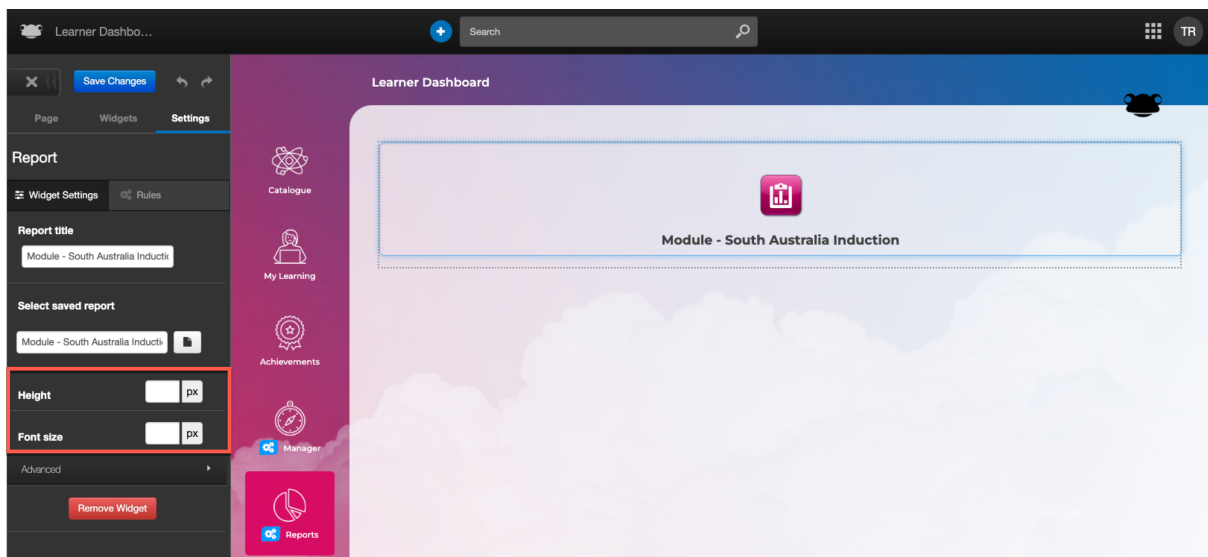 Learner Dashbo...
Search
TR
Save Changes
Page Widgets Settings
Report
Widget Settings Rules
Report title
Module - South Australia Inductic
Select saved report
Module - South Australia Inducti
Height px
Font size px
Advanced
Remove Widget
Learner Dashboard
Catalogue
My Learning
Achievements
Manager
Reports
Module - South Australia Induction